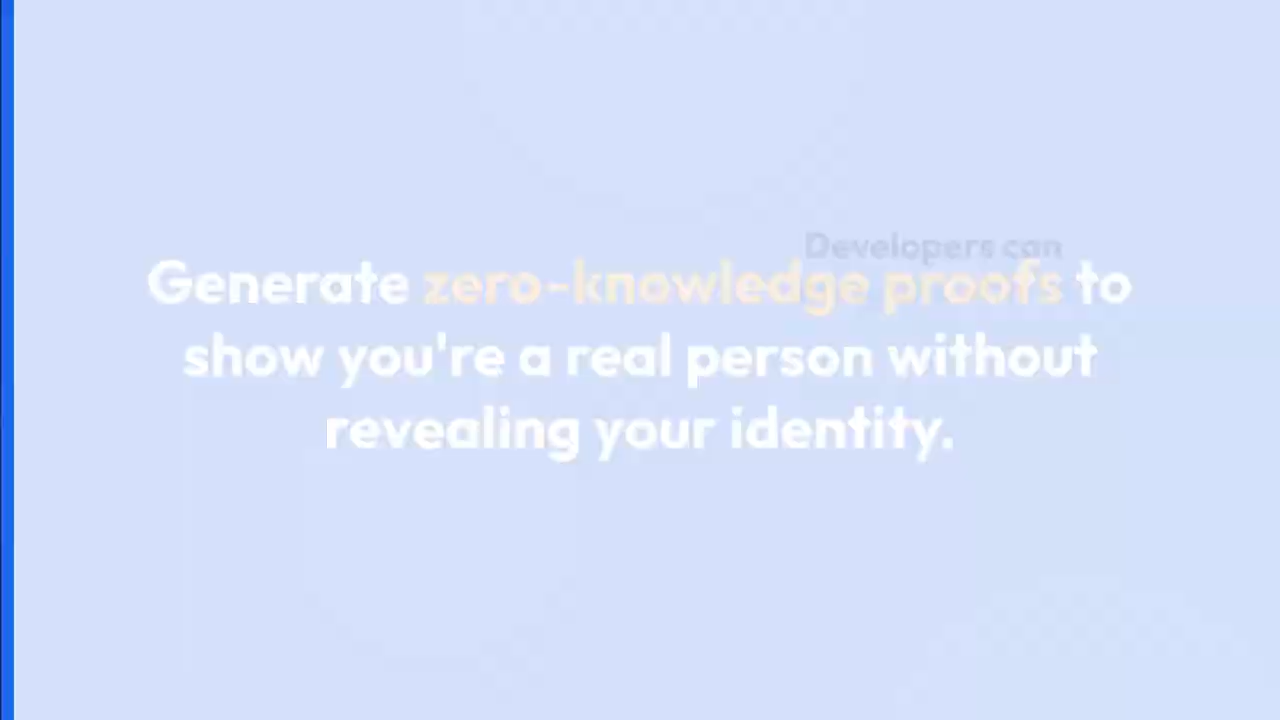 Developers can
Generate zero-knowledge proofs to
show you're a real person without
revealing your identity.